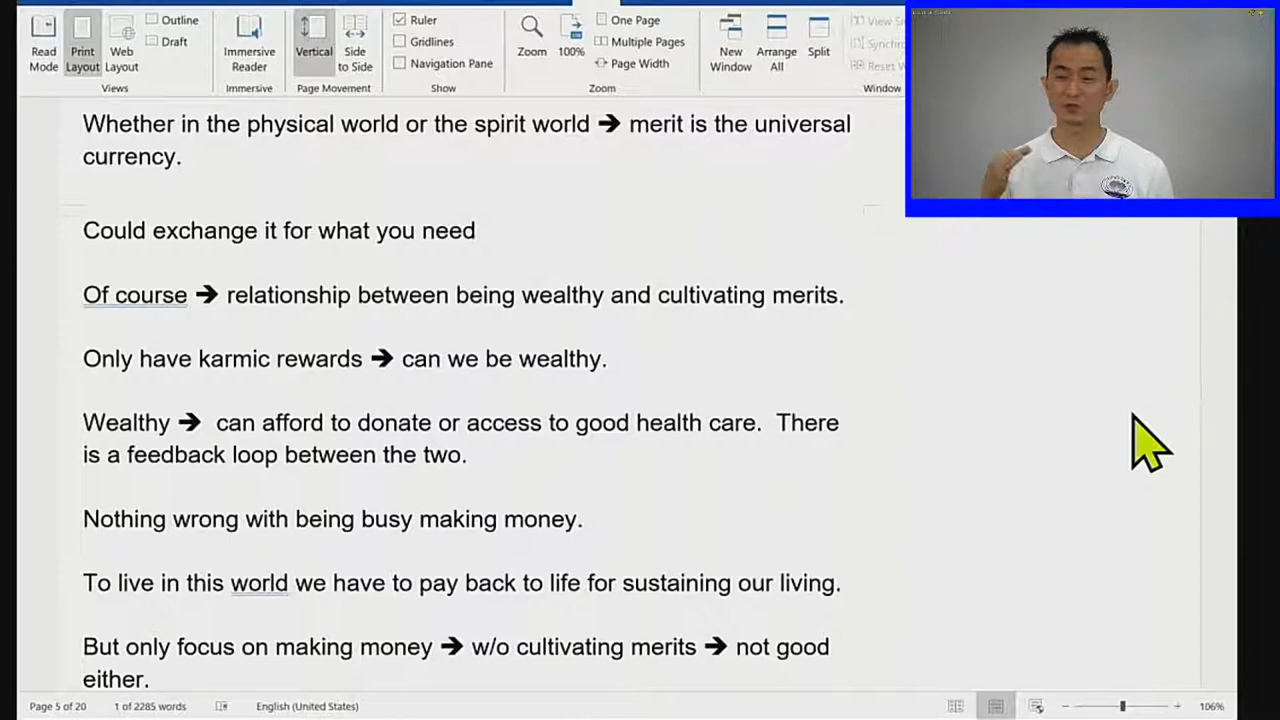 Outline
Draft
Read Mode
Print Layout
Web Layout
Views
Immersive Reader
Immersive
Vertical
Side to Side
Page Movement
Ruler
Gridlines
Navigation Pane
Show
Zoom
100%
One Page
Multiple Pages
Page Width
Zoom
New Window
Arrange All
Split
Window
Whether in the physical world or the spirit world ➔ merit is the universal
currency.
Could exchange it for what you need
Of course ➔ relationship between being wealthy and cultivating merits.
Only have karmic rewards ➔ can we be wealthy.
Wealthy ➔ can afford to donate or access to good health care. There
is a feedback loop between the two.
Nothing wrong with being busy making money.
To live in this world we have to pay back to life for sustaining our living.
But only focus on making money ➔ w/o cultivating merits ➔ not good
either.
Page 5 of 20
1 of 2285 words
English (United States)
106%